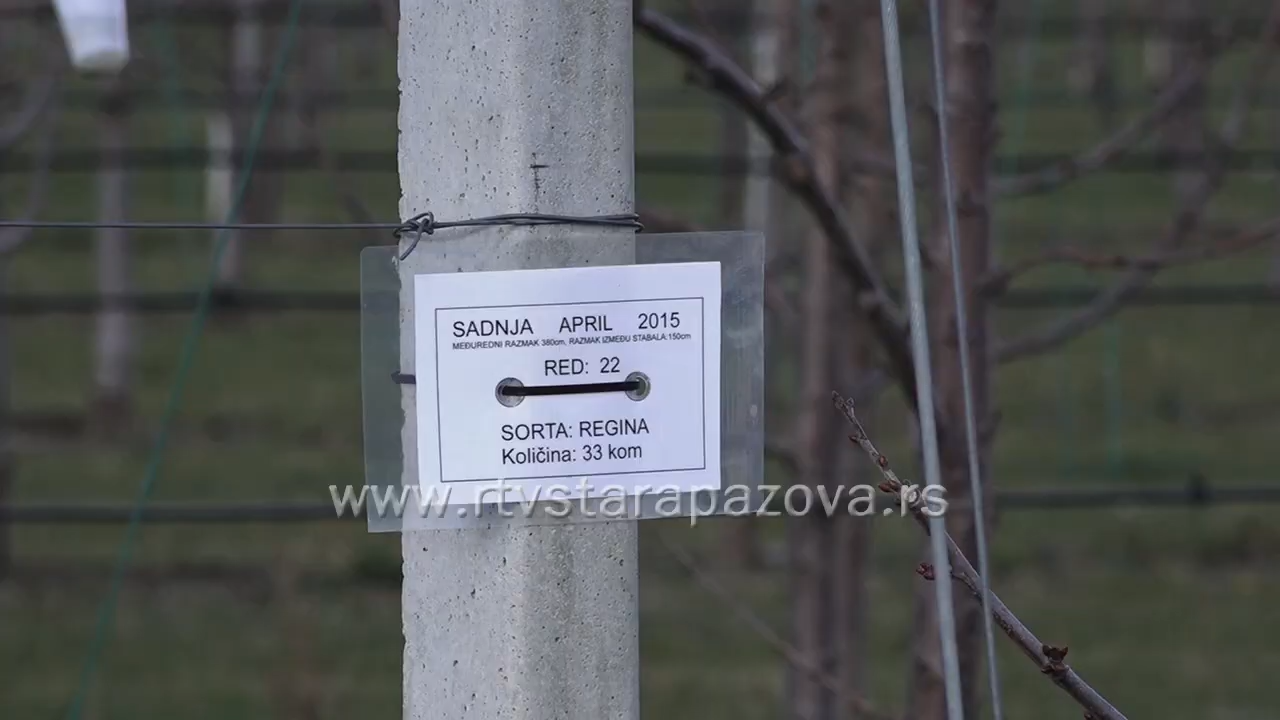 SADNJA APRIL 2015
MEĐUREDNI RAZMAK 380cm, RAZMAK IZMEĐU STABALA:150cm
RED: 22
SORTA: REGINA
Količina: 33 kom
www.rtvstarapazova.rs